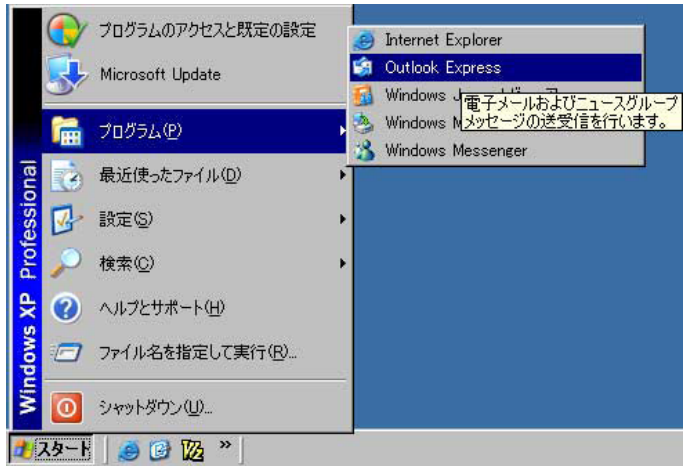 プログラムのアクセスと既定の設定
Microsoft Update
プログラム(P)
最近使ったファイル(D)
設定(S)
検索(C)
ヘルプとサポート(H)
ファイル名を指定して実行(R)...
シャットダウン(U)...
Windows XP Professional
Internet Explorer
Outlook Express
Windows
Windows
Windows Messenger
電子メールおよびニュースグループ
メッセージの送受信を行います。
スタート
»